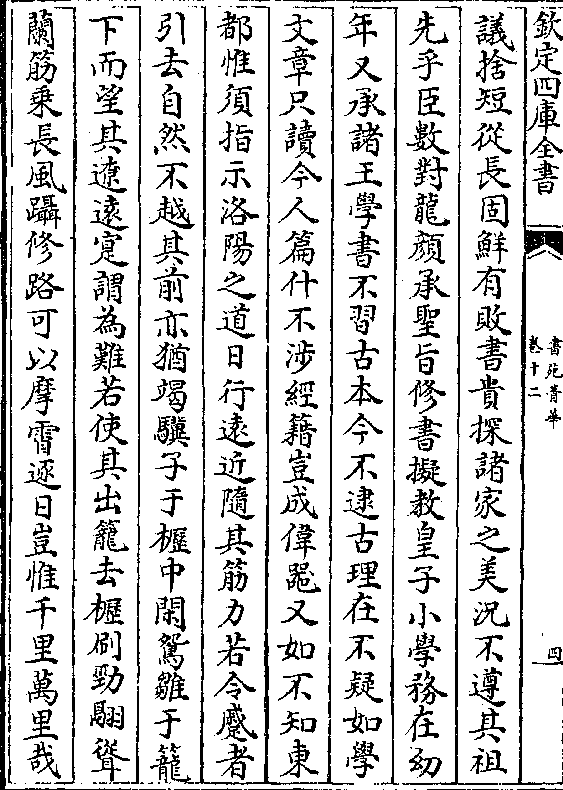 欽定四庫全書
書苑菁華
卷十二
四
議捨短從長固鮮有敗書貴探諸家之美況不遵其祖
先乎臣數對龍顔承聖旨修書擬教皇子小學務在幼
年又承諸王學書不習古本今不逮古理在不疑如學
文章只讀今人篇什不涉經籍豈成偉器又如不知東
都惟須指示洛陽之道日行遠近隨其筋力若令蹙者
引去自然不越其前亦猶竭驥子于櫪中閑鴛雛于籠
下而望其遼遠寔謂為難若使其出籠去櫪刷勁翮聳
蘭筋乗長風躡修路可以摩霄逐日豈惟千里萬里哉